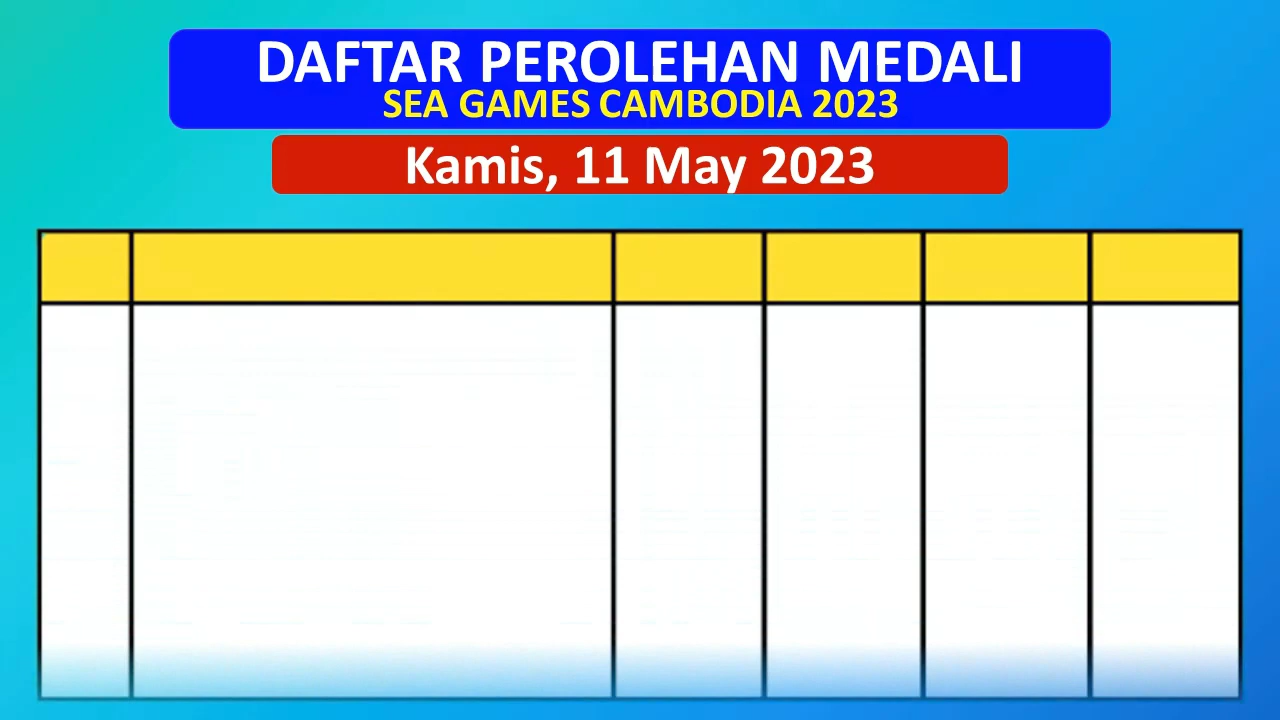 DAFTAR PEROLEHAN MEDALI
SEA GAMES CAMBODIA 2023
Kamis, 11 May 2023